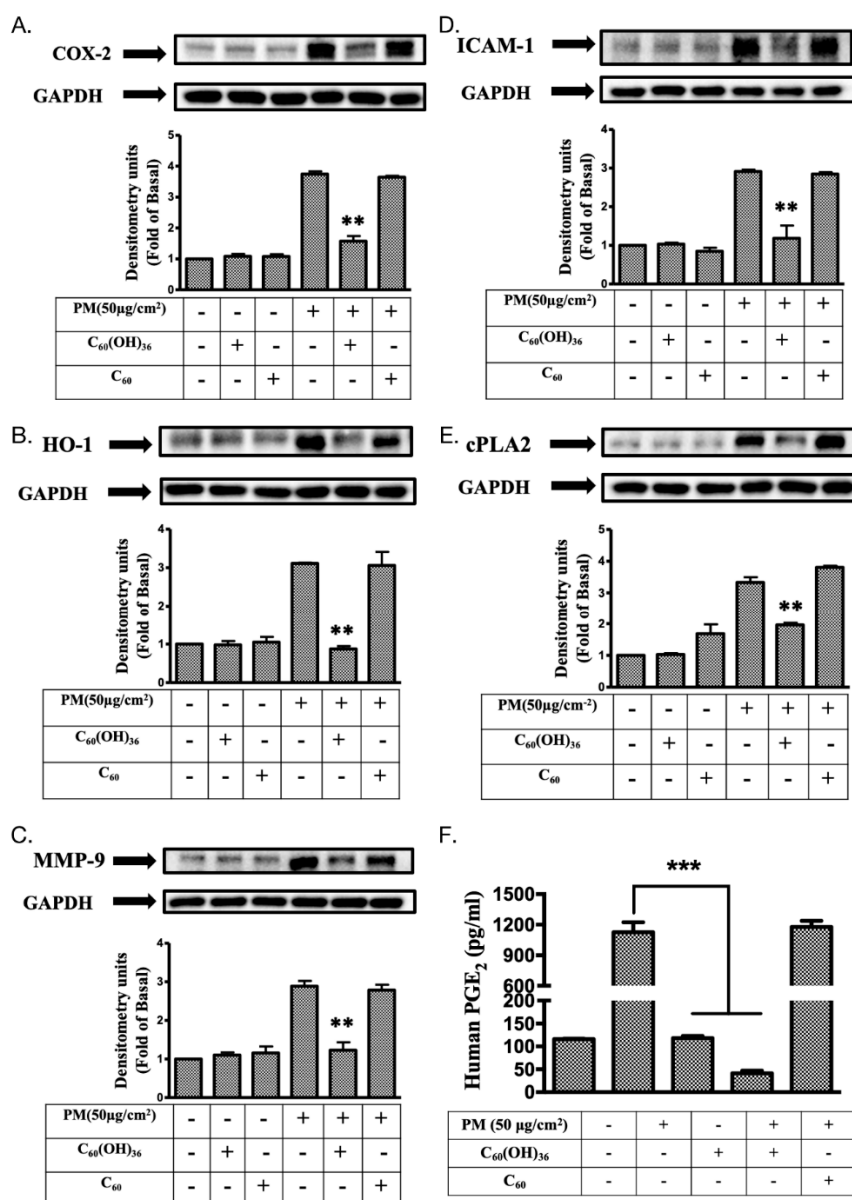 A.
COX-2
GAPDH
Densitometry units
(Fold of Basal)
5
4
3
2
1
0
**
PM(50µg/cm²) - - - + + +
C₆₀(OH)₃₆ - + - - + -
C₆₀ - - + - - +
B.
HO-1
GAPDH
Densitometry units
(Fold of Basal)
4
3
2
1
0
**
PM(50µg/cm²) - - - + + +
C₆₀(OH)₃₆ - + - - + -
C₆₀ - - + - - +
C.
MMP-9
GAPDH
Densitometry units
(Fold of Basal)
4
3
2
1
0
**
PM(50µg/cm²) - - - + + +
C₆₀(OH)₃₆ - + - - + -
C₆₀ - - + - - +
D.
ICAM-1
GAPDH
Densitometry units
(Fold of Basal)
4
3
2
1
0
**
PM(50µg/cm²) - - - + + +
C₆₀(OH)₃₆ - + - - + -
C₆₀ - - + - - +
E.
cPLA2
GAPDH
Densitometry units
(Fold of Basal)
5
4
3
2
1
0
**
PM(50µg/cm⁻²) - - - + + +
C₆₀(OH)₃₆ - + - - + -
C₆₀ - - + - - +
F.
Human PGE₂ (pg/ml)
1500
1200
900
600
200
150
100
50
0
***
PM (50 µg/cm²) - + - + +
C₆₀(OH)₃₆ - - + + -
C₆₀ - - - - +